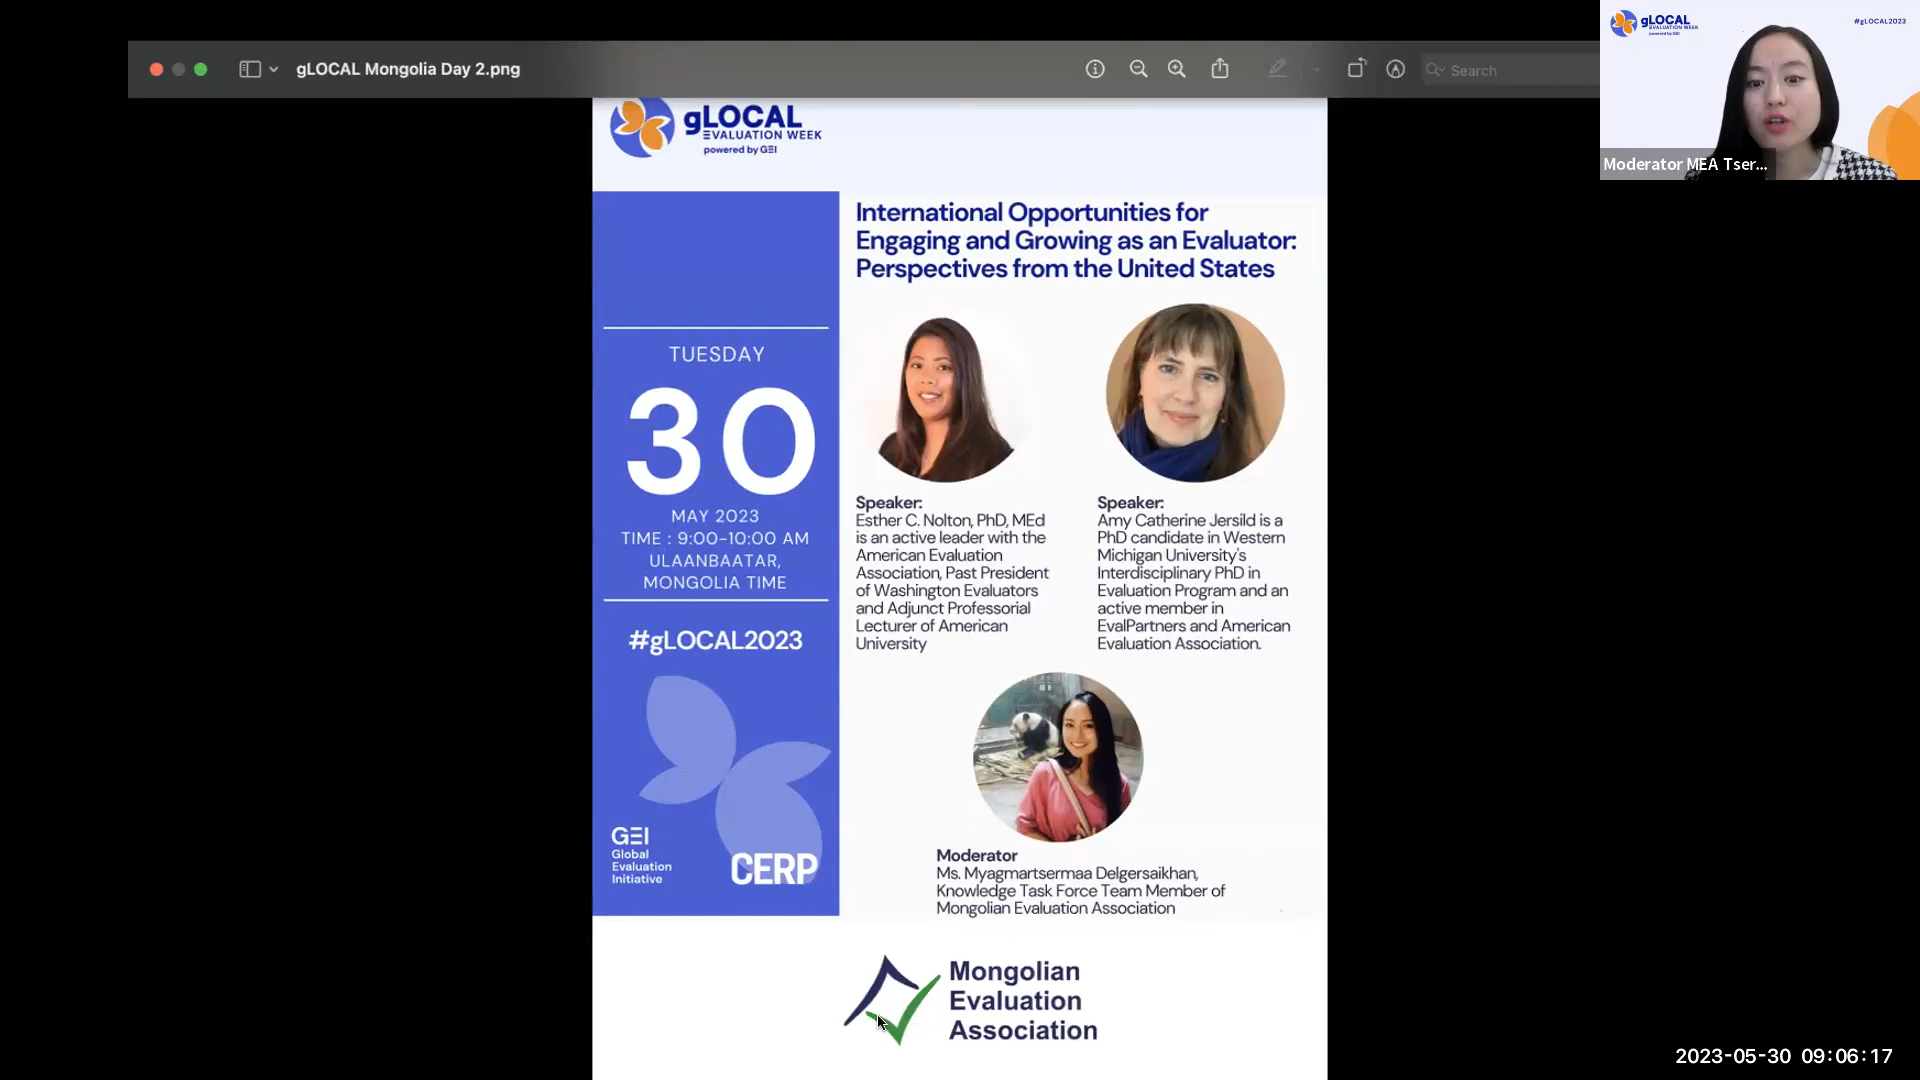 gLOCAL Mongolia Day 2.png
Search
gLOCAL
EVALUATION WEEK
powered by GEI
#gLOCAL2023
Moderator MEA Tser...
gLOCAL
EVALUATION WEEK
powered by GEI
International Opportunities for
Engaging and Growing as an Evaluator:
Perspectives from the United States
TUESDAY
30
MAY 2023
TIME : 9:00-10:00 AM
ULAANBAATAR,
MONGOLIA TIME
#gLOCAL2023
GEI
Global
Evaluation
Initiative
CERP
Speaker:
Esther C. Nolton, PhD, MEd
is an active leader with the
American Evaluation
Association, Past President
of Washington Evaluators
and Adjunct Professorial
Lecturer of American
University
Speaker:
Amy Catherine Jersild is a
PhD candidate in Western
Michigan University's
Interdisciplinary PhD in
Evaluation Program and an
active member in
EvalPartners and American
Evaluation Association.
Moderator
Ms. Myagmartsermaa Delgersaikhan,
Knowledge Task Force Team Member of
Mongolian Evaluation Association
Mongolian
Evaluation
Association
2023-05-30 09:06:17